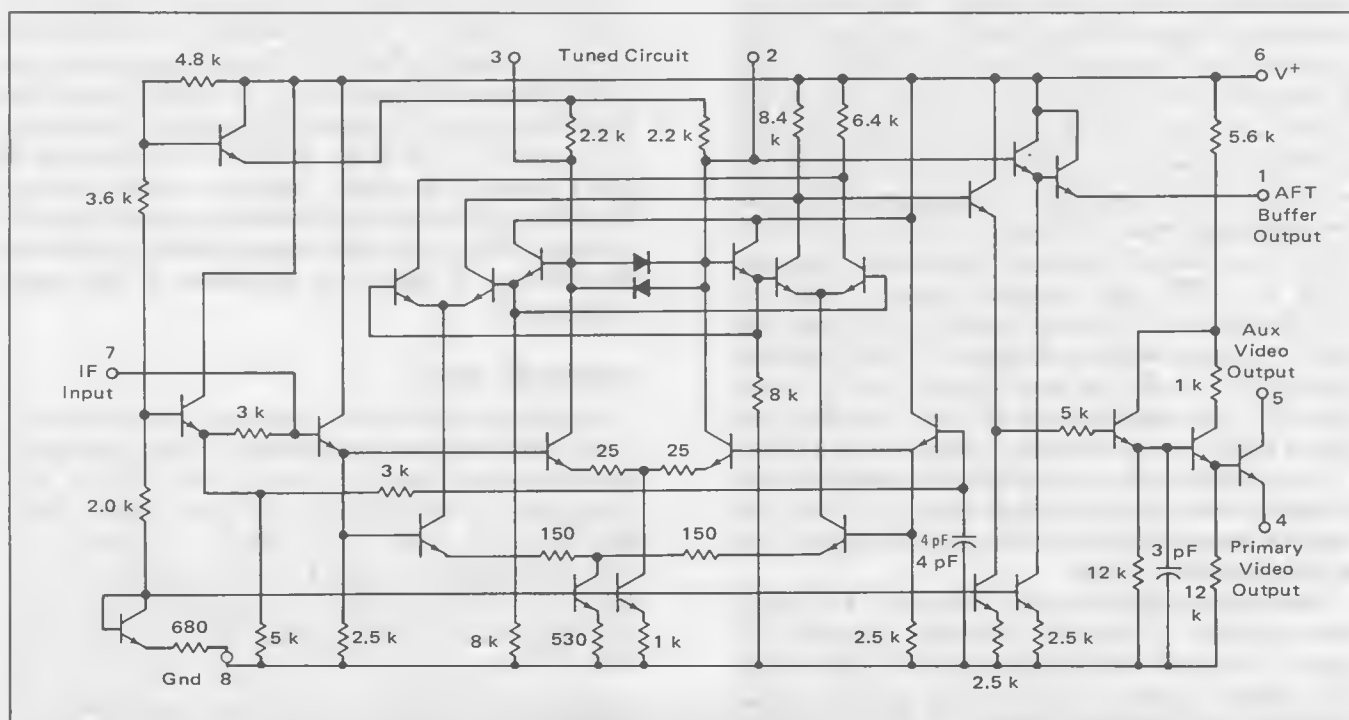 4.8 k
3 Tuned Circuit 2
6
V+
2.2 k
2.2 k
8.4
k
6.4 k
5.6 k
3.6 k
1
AFT
Buffer
Output
7
IF
Input
3 k
8 k
Aux
Video
Output
1 k
5
5 k
25
25
3 k
2.0 k
150
150
4 pF
4 pF
4
Primary
Video
Output
12 k
3 pF
12
k
680
5 k
2.5 k
8 k
530
1 k
2.5 k
2.5 k
2.5 k
Gnd 8